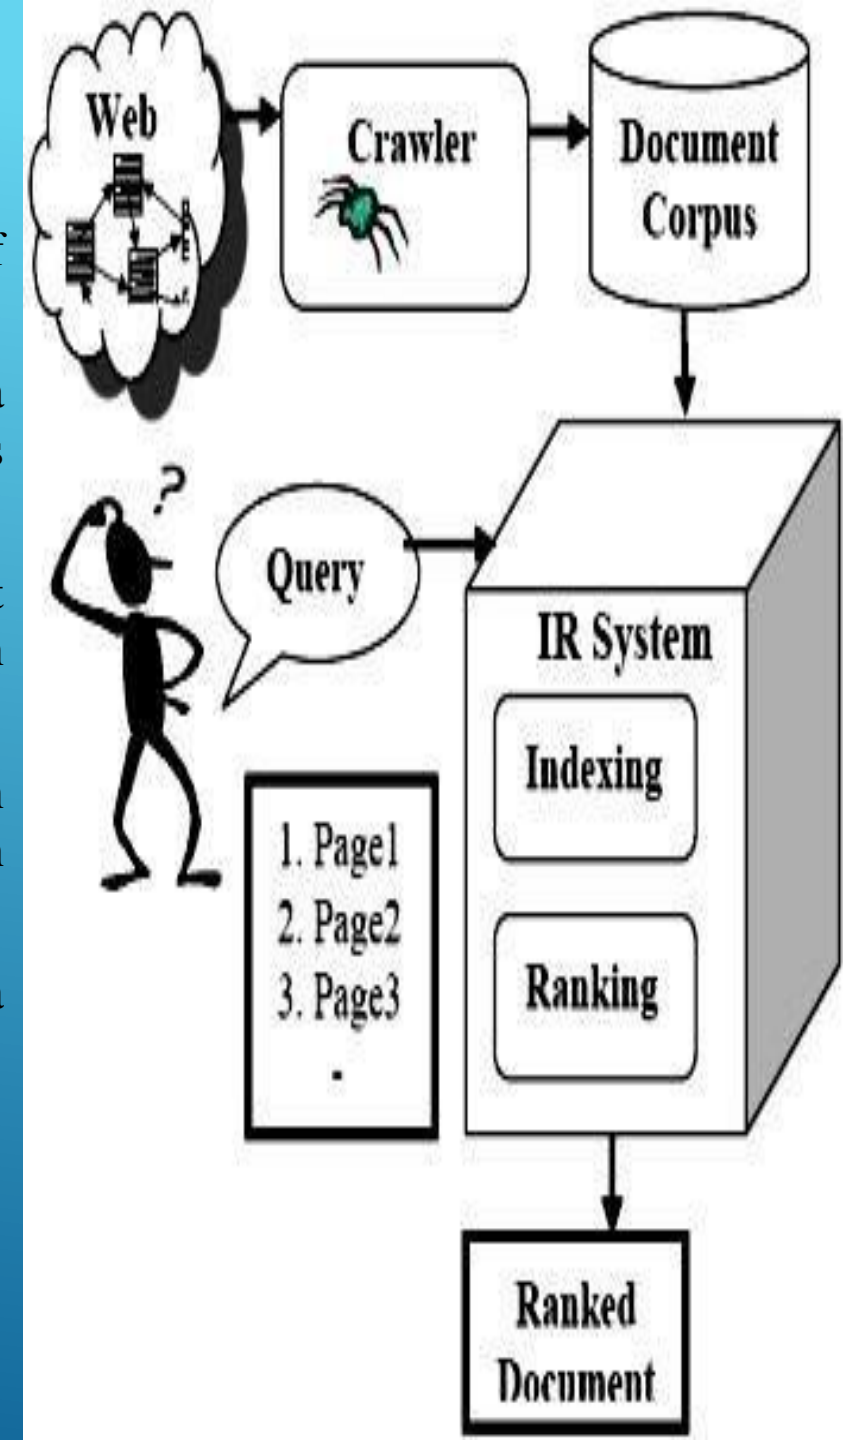 Web
Crawler
Document
Corpus
?
Query
IR System
Indexing
Ranking
1. Page1
2. Page2
3. Page3
-
Ranked
Document